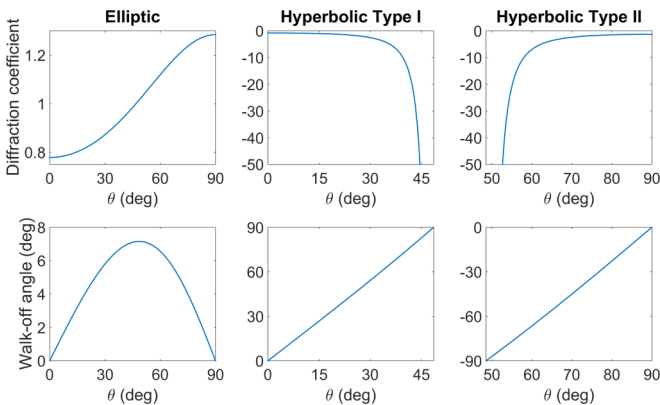 Elliptic
Hyperbolic Type I
Hyperbolic Type II
Diffraction coefficient
1.2
1
0.8
0 30 60 90
θ (deg)
0
-10
-20
-30
-40
-50
0 15 30 45
θ (deg)
0
-10
-20
-30
-40
-50
50 60 70 80 90
θ (deg)
Walk-off angle (deg)
8
6
4
2
0
0 30 60 90
θ (deg)
90
60
30
0
0 15 30 45
θ (deg)
0
-30
-60
-90
50 60 70 80 90
θ (deg)